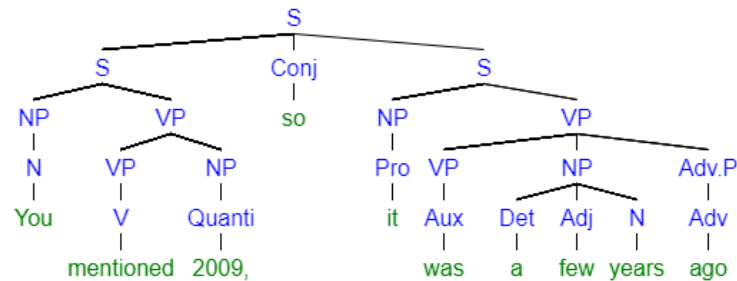 S
S Conj S
NP VP so NP VP
N VP NP Pro VP NP Adv.P
You V Quanti it Aux Det Adj N Adv
mentioned 2009, was a few years ago